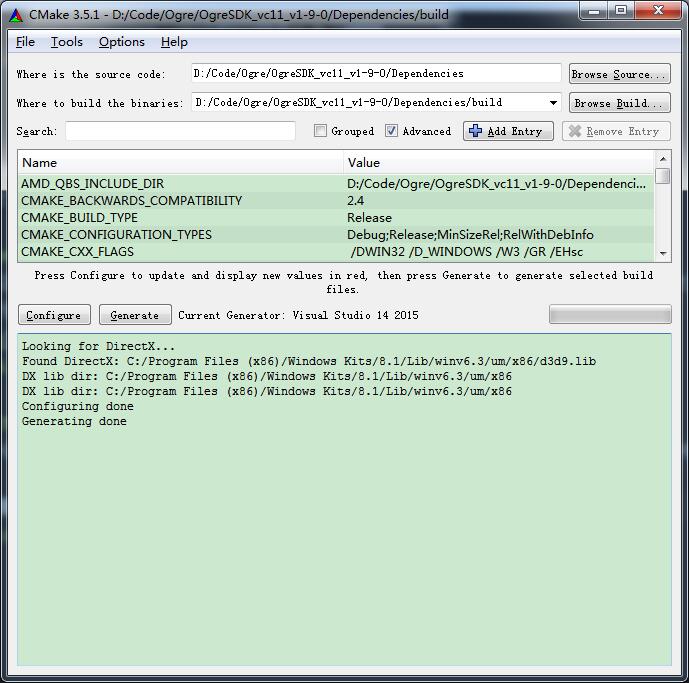 CMake 3.5.1 - D:/Code/Ogre/OgreSDK_vc11_v1-9-0/Dependencies/build
File Tools Options Help
Where is the source code: D:/Code/Ogre/OgreSDK_vc11_v1-9-0/Dependencies Browse Source...
Where to build the binaries: D:/Code/Ogre/OgreSDK_vc11_v1-9-0/Dependencies/build Browse Build...
Search: Grouped Advanced Add Entry Remove Entry
Name Value
AMD_QBS_INCLUDE_DIR D:/Code/Ogre/OgreSDK_vc11_v1-9-0/Dependenci...
CMAKE_BACKWARDS_COMPATIBILITY 2.4
CMAKE_BUILD_TYPE Release
CMAKE_CONFIGURATION_TYPES Debug;Release;MinSizeRel;RelWithDebInfo
CMAKE_CXX_FLAGS /DWIN32 /D_WINDOWS /W3 /GR /EHsc
Press Configure to update and display new values in red, then press Generate to generate selected build
files.
Configure Generate Current Generator: Visual Studio 14 2015
Looking for DirectX...
Found DirectX: C:/Program Files (x86)/Windows Kits/8.1/Lib/winv6.3/um/x86/d3d9.lib
DX lib dir: C:/Program Files (x86)/Windows Kits/8.1/Lib/winv6.3/um/x86
DX lib dir: C:/Program Files (x86)/Windows Kits/8.1/Lib/winv6.3/um/x86
Configuring done
Generating done